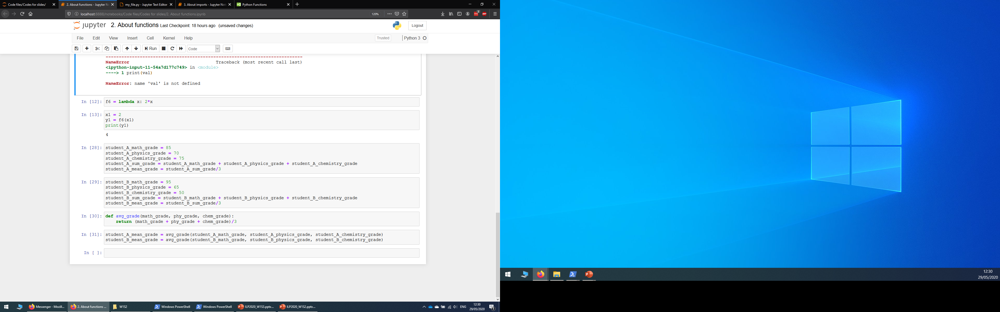 Code files/Codes for slides/
2. About functions - Jupyter N
my_file.py - Jupyter Text Editor
3. About imports - Jupyter Not
Python Functions
localhost:8888/notebooks/Code files/Codes for slides/2. About functions.ipynb
120%
2
ABP
jupyter 2. About functions Last Checkpoint: 18 hours ago (unsaved changes)
Logout
File Edit View Insert Cell Kernel Help
Trusted
Python 3
Run
Code
---------------------------------------------------------------------------
NameError Traceback (most recent call last)
<ipython-input-11-54a7d177c749> in <module>
----> 1 print(val)
NameError: name 'val' is not defined
In [12]: f6 = lambda x: 2*x
In [13]: x1 = 2
y1 = f6(x1)
print(y1)
4
In [28]: student_A_math_grade = 85
student_A_physics_grade = 70
student_A_chemistry_grade = 75
student_A_sum_grade = student_A_math_grade + student_A_physics_grade + student_A_chemistry_grade
student_A_mean_grade = student_A_sum_grade/3
In [29]: student_B_math_grade = 95
student_B_physics_grade = 65
student_B_chemistry_grade = 50
student_B_sum_grade = student_B_math_grade + student_B_physics_grade + student_B_chemistry_grade
student_B_mean_grade = student_B_sum_grade/3
In [30]: def avg_grade(math_grade, phy_grade, chem_grade):
return (math_grade + phy_grade + chem_grade)/3
In [31]: student_A_mean_grade = avg_grade(student_A_math_grade, student_A_physics_grade, student_A_chemistry_grade)
student_B_mean_grade = avg_grade(student_B_math_grade, student_B_physics_grade, student_B_chemistry_grade)
In [ ]:
Messenger - Mozill...
2. About functions ...
W1S2
Windows PowerShell
Windows PowerShell
ILP2020_W1S3.pptx...
ILP2020_W1S2.pptx...
ENG
12:30
29/05/2020
1
12:30
29/05/2020